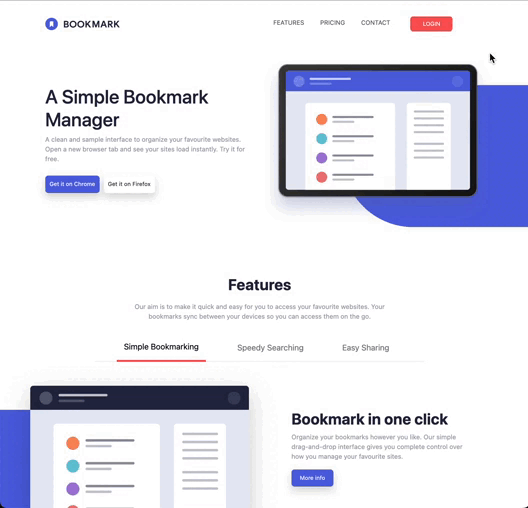 BOOKMARK
FEATURES PRICING CONTACT LOGIN
A Simple Bookmark
Manager
A clean and sample interface to organize your favourite websites.
Open a new browser tab and see your sites load instantly. Try it for
free.
Get it on Chrome Get it on Firefox
Features
Our aim is to make it quick and easy for you to access your favourite websites. Your
bookmarks sync between your devices so you can access them on the go.
Simple Bookmarking Speedy Searching Easy Sharing
Bookmark in one click
Organize your bookmarks however you like. Our simple
drag-and-drop interface gives you complete control over
how you manage your favourite sites.
More Info